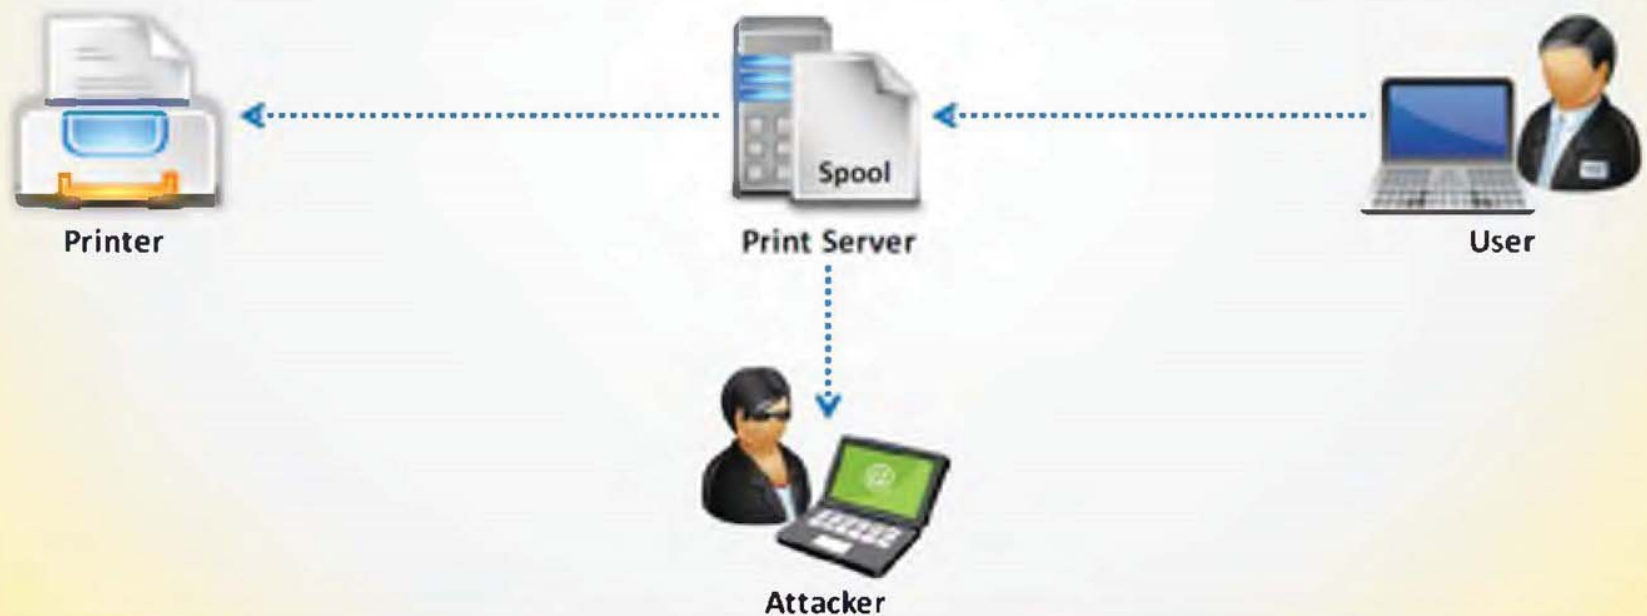 Spool
Printer
Print Server
User
Attacker